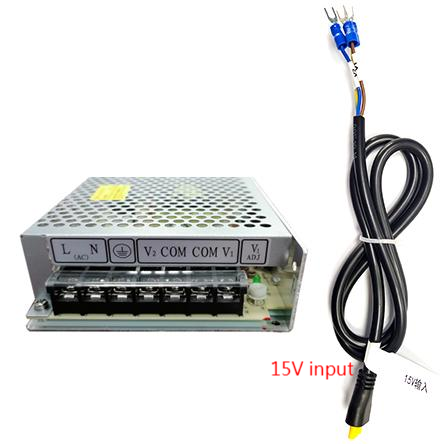 L N
(AC)
V2 COM COM V1
V1
ADJ
15V input
15V输入